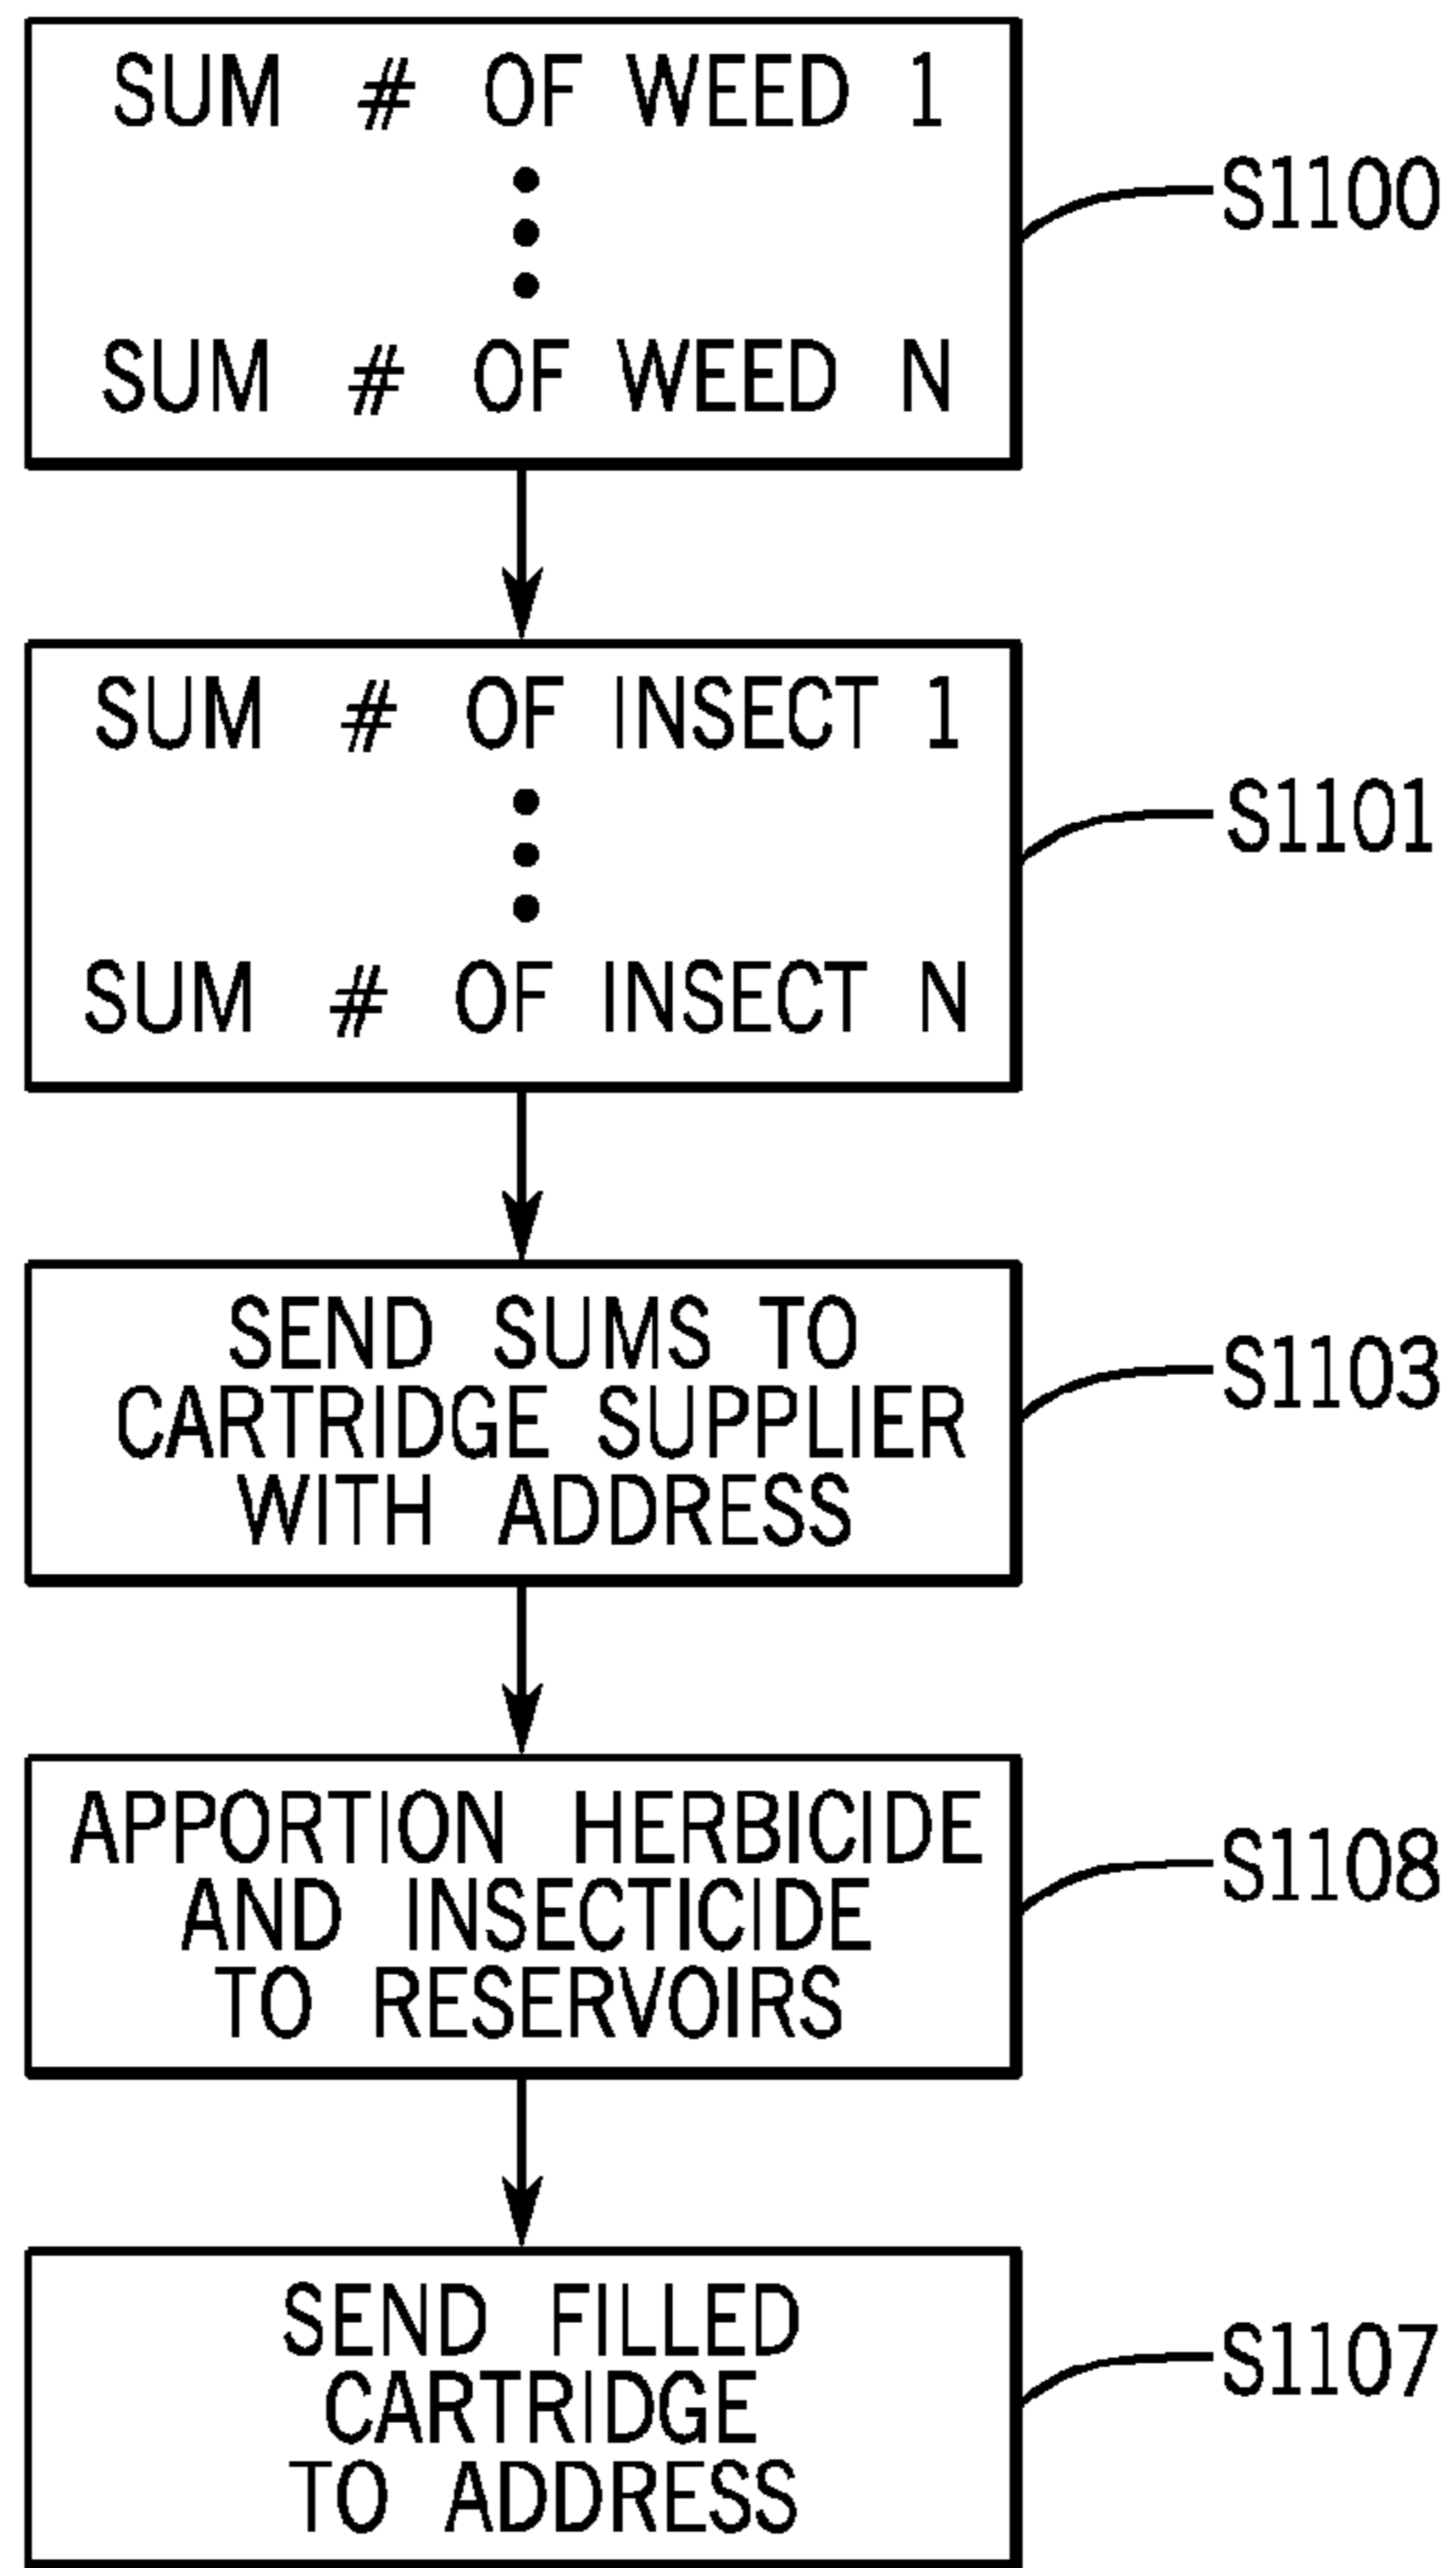 SUM # OF WEED 1
SUM # OF WEED N
S1100
SUM # OF INSECT 1
SUM # OF INSECT N
S1101
SEND SUMS TO
CARTRIDGE SUPPLIER
WITH ADDRESS
S1103
APPORTION HERBICIDE
AND INSECTICIDE
TO RESERVOIRS
S1108
SEND FILLED
CARTRIDGE
TO ADDRESS
S1107